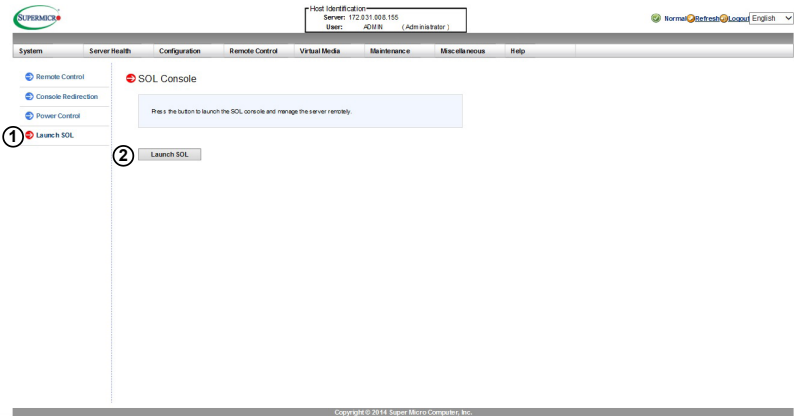 SUPERMICR
Host Identification
Server: 172.031.008.155
User: ADMIN (Administrator)
Normal Refresh Logout English
System Server Health Configuration Remote Control Virtual Media Maintenance Miscellaneous Help
Remote Control
Console Redirection
Power Control
1 Launch SOL
SOL Console
Press the button to launch the SOL console and manage the server remotely.
2 Launch SOL
Copyright © 2014 Super Micro Computer, Inc.